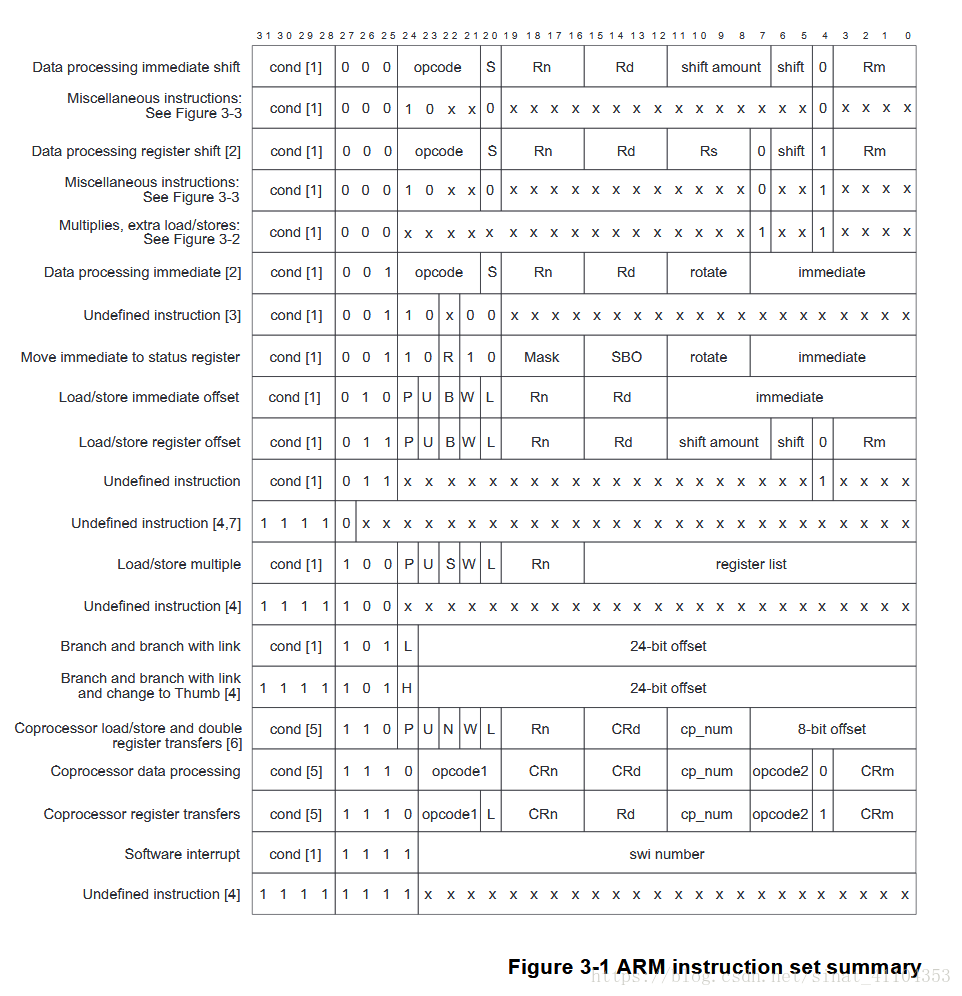 31 30 29 28 27 26 25 24 23 22 21 20 19 18 17 16 15 14 13 12 11 10 9 8 7 6 5 4 3 2 1 0
Data processing immediate shift cond [1] 0 0 0 opcode S Rn Rd shift amount shift 0 Rm
Miscellaneous instructions:
See Figure 3-3 cond [1] 0 0 0 1 0 x x 0 x x x x x x x x x x x x x x x 0 x x x x
Data processing register shift [2] cond [1] 0 0 0 opcode S Rn Rd Rs 0 shift 1 Rm
Miscellaneous instructions:
See Figure 3-3 cond [1] 0 0 0 1 0 x x 0 x x x x x x x x x x x x 0 x x 1 x x x x
Multiplies, extra load/stores:
See Figure 3-2 cond [1] 0 0 0 x x x x x x x x x x x x x x x x x 1 x x 1 x x x x
Data processing immediate [2] cond [1] 0 0 1 opcode S Rn Rd rotate immediate
Undefined instruction [3] cond [1] 0 0 1 1 0 x 0 0 x x x x x x x x x x x x x x x x x x x x
Move immediate to status register cond [1] 0 0 1 1 0 R 1 0 Mask SBO rotate immediate
Load/store immediate offset cond [1] 0 1 0 P U B W L Rn Rd immediate
Load/store register offset cond [1] 0 1 1 P U B W L Rn Rd shift amount shift 0 Rm
Undefined instruction cond [1] 0 1 1 x x x x x x x x x x x x x x x x x x x x 1 x x x x
Undefined instruction [4,7] 1 1 1 1 0 x x x x x x x x x x x x x x x x x x x x x x x x x x x
Load/store multiple cond [1] 1 0 0 P U S W L Rn register list
Undefined instruction [4] 1 1 1 1 1 0 0 x x x x x x x x x x x x x x x x x x x x x x x x x
Branch and branch with link cond [1] 1 0 1 L 24-bit offset
Branch and branch with link
and change to Thumb [4] 1 1 1 1 1 0 1 H 24-bit offset
Coprocessor load/store and double
register transfers [6] cond [5] 1 1 0 P U N W L Rn CRd cp_num 8-bit offset
Coprocessor data processing cond [5] 1 1 1 0 opcode1 CRn CRd cp_num opcode2 0 CRm
Coprocessor register transfers cond [5] 1 1 1 0 opcode1 L CRn Rd cp_num opcode2 1 CRm
Software interrupt cond [1] 1 1 1 1 swi number
Undefined instruction [4] 1 1 1 1 1 1 1 1 x x x x x x x x x x x x x x x x x x x x x x x x
Figure 3-1 ARM instruction set summary